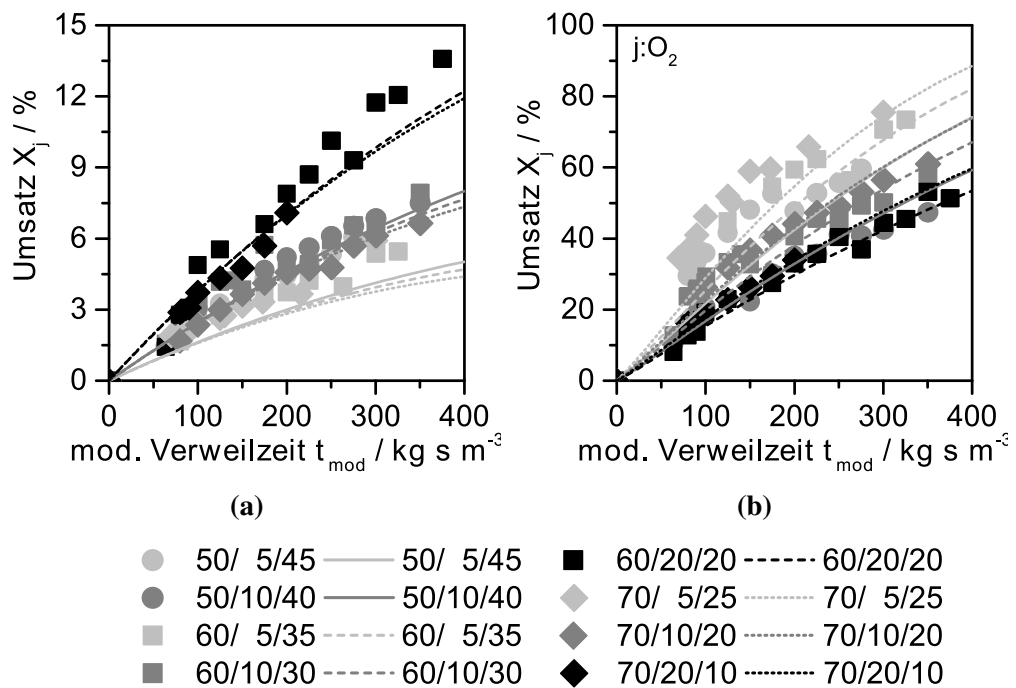 15
12
9
6
3
0
Umsatz X_j / %
0 100 200 300 400
mod. Verweilzeit t_mod / kg s m⁻³
(a)
100
80
60
40
20
0
Umsatz X_j / %
j:O₂
0 100 200 300 400
mod. Verweilzeit t_mod / kg s m⁻³
(b)
50/ 5/45 50/ 5/45 60/20/20 60/20/20
50/10/40 50/10/40 70/ 5/25 70/ 5/25
60/ 5/35 60/ 5/35 70/10/20 70/10/20
60/10/30 60/10/30 70/20/10 70/20/10